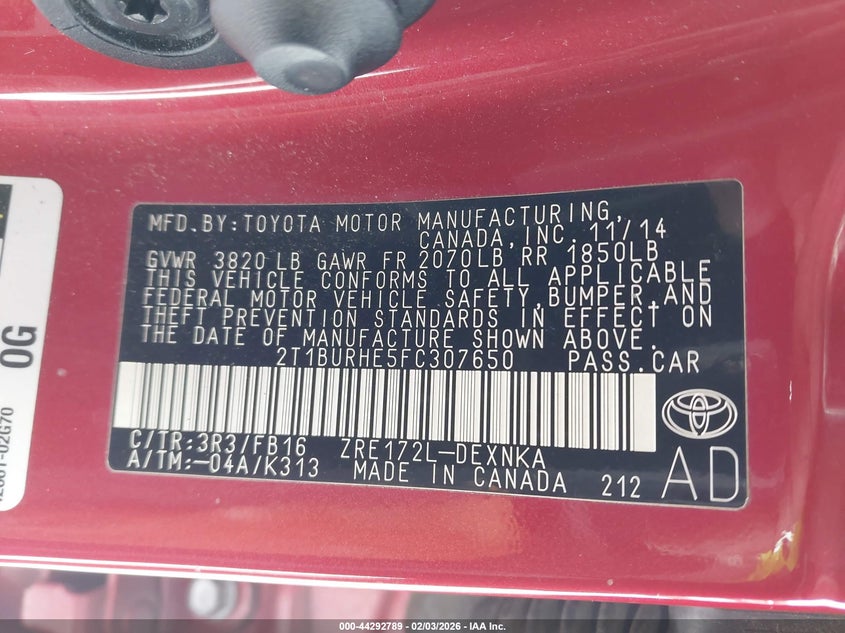 MFD.BY:TOYOTA MOTOR MANUFACTURING,
CANADA,INC. 11/14
GVWR 3820 LB GAWR FR 2070LB RR 1850LB
THIS VEHICLE CONFORMS TO ALL APPLICABLE
FEDERAL MOTOR VEHICLE SAFETY,BUMPER,AND
THEFT PREVENTION STANDARDS IN EFFECT ON
THE DATE OF MANUFACTURE SHOWN ABOVE.
2T1BURHE5FC307650 PASS.CAR
C/TR:3R3/FB16 ZRE172L-DEXNKA
A/TM:-04A/K313 MADE IN CANADA 212
AD
0G
02G70
000-44292789 - 02/03/2026 - IAA Inc.